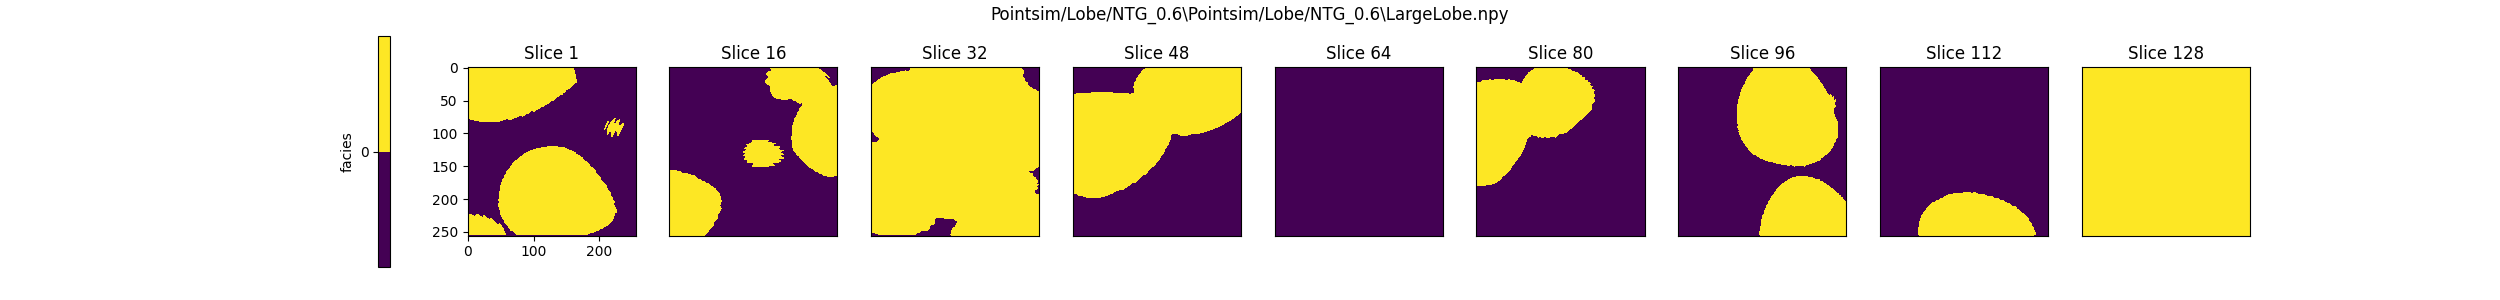 Pointsim/Lobe/NTG_0.6\Pointsim/Lobe/NTG_0.6\LargeLobe.npy
Slice 1 Slice 16 Slice 32 Slice 48 Slice 64 Slice 80 Slice 96 Slice 112 Slice 128
facies
0
0
50
100
150
200
250
0 100 200